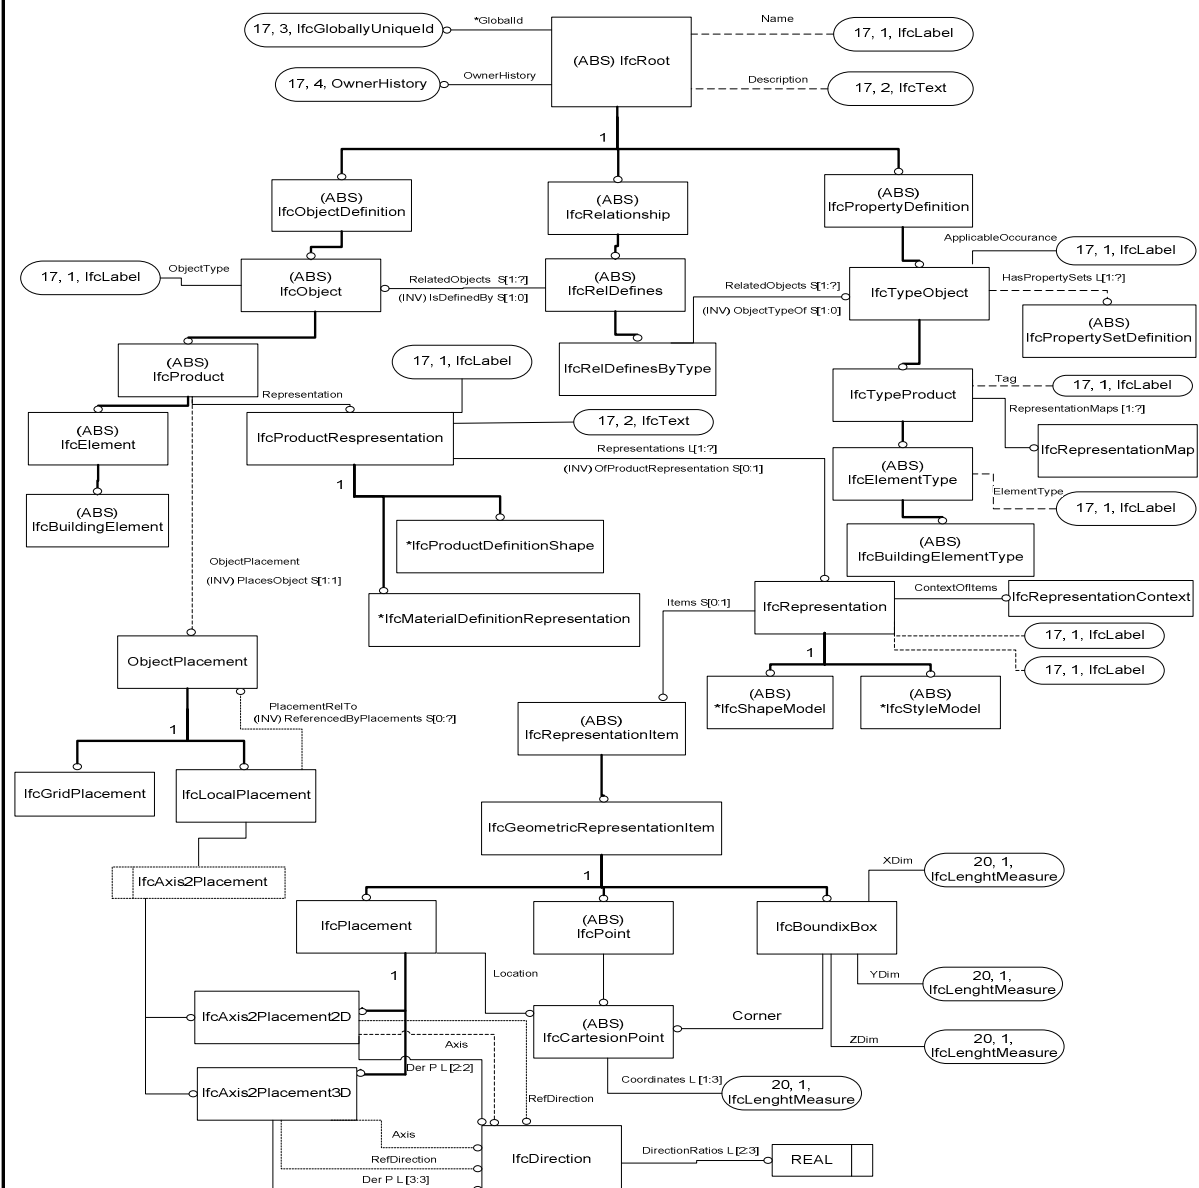 *GlobalId
17, 3, IfcGloballyUniqueId
Name
17, 1, IfcLabel
(ABS) IfcRoot
OwnerHistory
17, 4, OwnerHistory
Description
17, 2, IfcText
1
(ABS)
IfcObjectDefinition
(ABS)
IfcRelationship
(ABS)
IfcPropertyDefinition
ObjectType
17, 1, IfcLabel
(ABS)
IfcObject
RelatedObjects S[1:?]
(INV) IsDefinedBy S[1:0]
(ABS)
IfcRelDefines
RelatedObjects S[1:?]
(INV) ObjectTypeOf S[1:0]
IfcTypeObject
ApplicableOccurance
17, 1, IfcLabel
HasPropertySets L[1:?]
(ABS)
IfcPropertySetDefinition
(ABS)
IfcProduct
17, 1, IfcLabel
IfcRelDefinesByType
IfcTypeProduct
Tag
17, 1, IfcLabel
RepresentationMaps [1:?]
IfcRepresentationMap
Representation
(ABS)
IfcElement
IfcProductRespresentation
17, 2, IfcText
Representations L[1:?]
(INV) OfProductRepresentation S[0:1]
(ABS)
IfcElementType
ElementType
17, 1, IfcLabel
(ABS)
IfcBuildingElement
1
*IfcProductDefinitionShape
(ABS)
IfcBuildingElementType
ObjectPlacement
(INV) PlacesObject S[1:1]
*IfcMaterialDefinitionRepresentation
Items S[0:1]
IfcRepresentation
ContextOfItems
IfcRepresentationContext
17, 1, IfcLabel
17, 1, IfcLabel
1
(ABS)
*IfcShapeModel
(ABS)
*IfcStyleModel
ObjectPlacement
PlacementRelTo
(INV) ReferencedByPlacements S[0:?]
1
(ABS)
IfcRepresentationItem
IfcGridPlacement
IfcLocalPlacement
IfcGeometricRepresentationItem
1
IfcAxis2Placement
XDim
20, 1,
IfcLenghtMeasure
IfcPlacement
(ABS)
IfcPoint
IfcBoundixBox
1
Location
YDim
20, 1,
IfcLenghtMeasure
IfcAxis2Placement2D
(ABS)
IfcCartesionPoint
Corner
ZDim
20, 1,
IfcLenghtMeasure
Axis
Der P L [2:2]
IfcAxis2Placement3D
RefDirection
Coordinates L [1:3]
20, 1,
IfcLenghtMeasure
Axis
RefDirection
Der P L [3:3]
IfcDirection
DirectionRatios L [2:3]
REAL